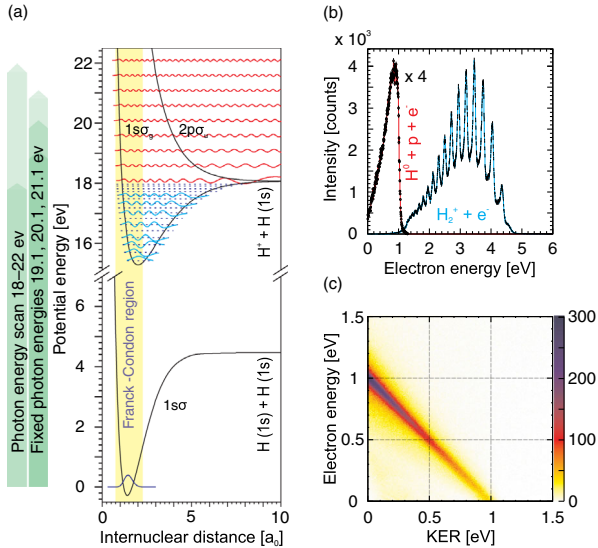 (a)
Photon energy scan 18–22 ev
Fixed photon energies 19.1, 20.1, 21.1 ev
Potential energy [ev]
22
20
18
16
4
2
0
1sσg
2pσu
H⁺ + H (1s)
Franck-Condon region
1sσ
H (1s) + H (1s)
0 2 4 6 8 10
Internuclear distance [a₀]
(b)
x 10³
Intensity [counts]
4
3
2
1
0
x 4
H⁰ + p + e⁻
H₂⁺ + e⁻
0 1 2 3 4 5 6
Electron energy [eV]
(c)
Electron energy [eV]
1.5
1
0.5
0
0 0.5 1 1.5
KER [eV]
300
200
100
0